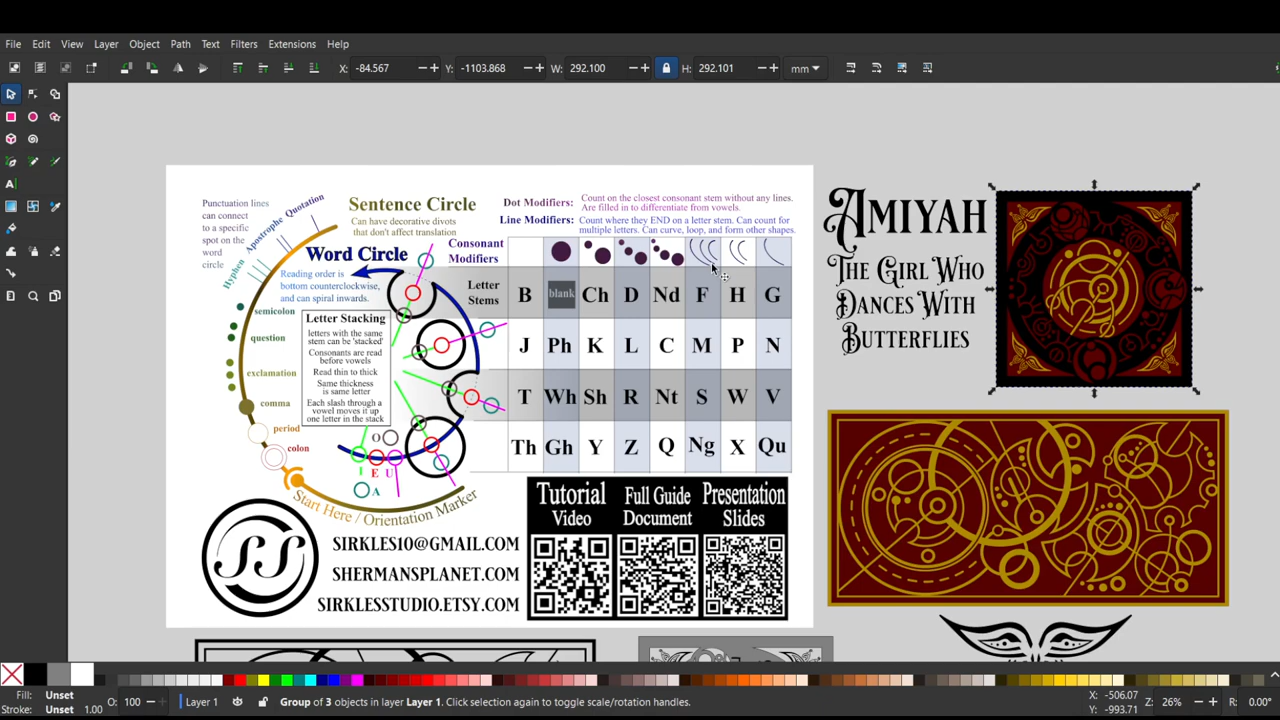 File Edit View Layer Object Path Text Filters Extensions Help
X: -84.567 Y: -1103.868 W: 292.100 H: 292.101 mm
Punctuation lines
can connect
to a specific
spot on the
word
circle
Hyphen
Apostrophe
Quotation
Sentence Circle
Can have decorative divots
that don't affect translation
Word Circle
Reading order is
bottom counterclockwise,
and can spiral inwards.
semicolon
question
exclamation
comma
period
colon
Start Here / Orientation Marker
Letter Stacking
letters with the same
stem can be 'stacked'
Consonants are read
before vowels
Read thin to thick
Same thickness
is same letter
Each slash through a
vowel moves it up
one letter in the stack
O
I E U
A
Dot Modifiers: Count on the closest consonant stem without any lines.
Are filled in to differentiate from vowels.
Line Modifiers: Count where they END on a letter stem. Can count for
multiple letters. Can curve, loop, and form other shapes.
Consonant
Modifiers
Letter
Stems
B blank Ch D Nd F H G
J Ph K L C M P N
T Wh Sh R Nt S W V
Th Gh Y Z Q Ng X Qu
SS
SIRKLES10@GMAIL.COM
SHERMANSPLANET.COM
SIRKLESSTUDIO.ETSY.COM
Tutorial
Video
Full Guide
Document
Presentation
Slides
AMIYAH
THE GIRL WHO
DANCES WITH
BUTTERFLIES
Fill: Unset
Stroke: Unset 1.00
O: 100
Layer 1
Group of 3 objects in layer Layer 1. Click selection again to toggle scale/rotation handles.
X: -506.07
Y: -993.71
Z: 26%
R: 0.00°